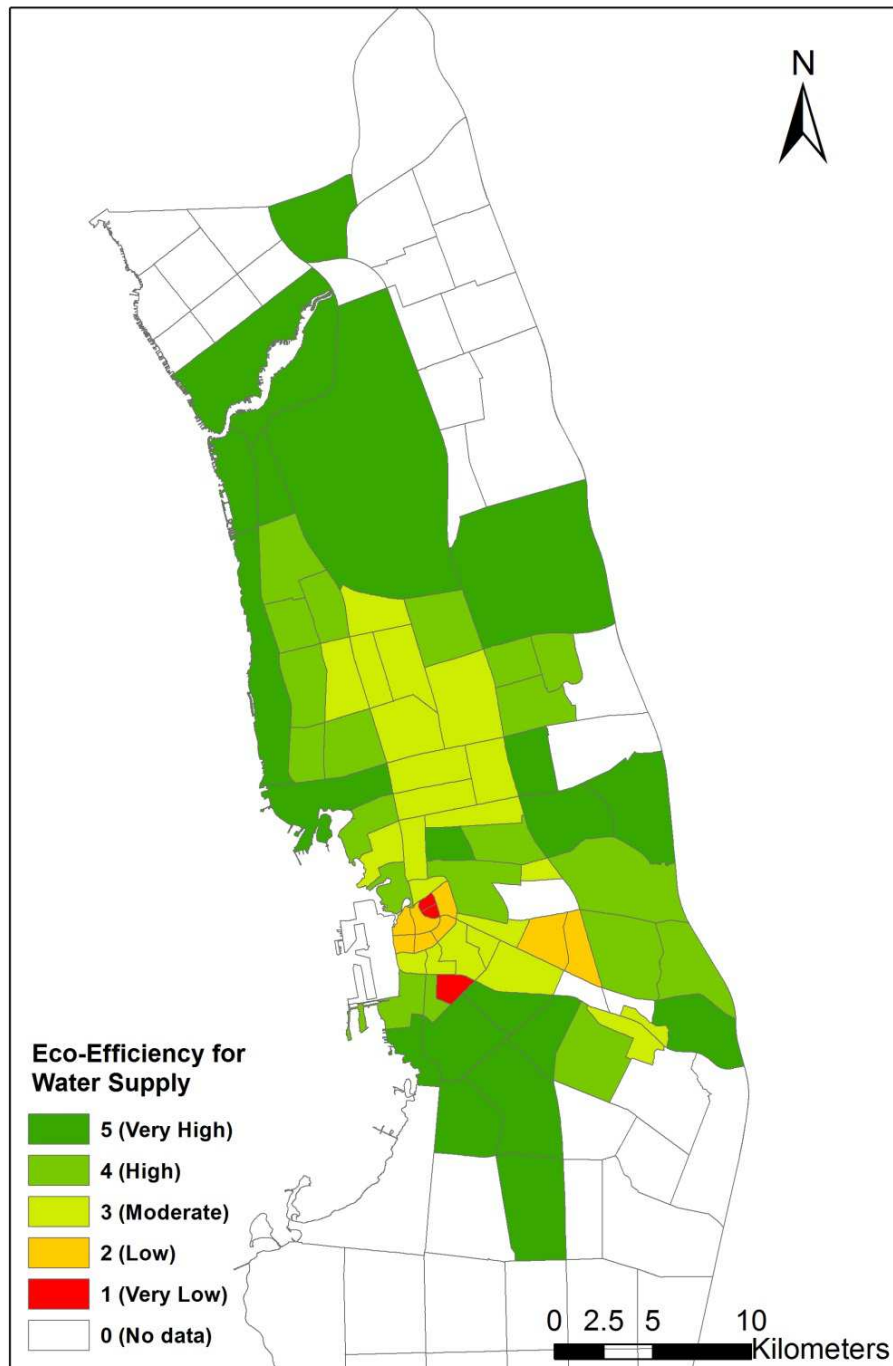 N
Eco-Efficiency for
Water Supply
5 (Very High)
4 (High)
3 (Moderate)
2 (Low)
1 (Very Low)
0 (No data)
0 2.5 5 10
Kilometers